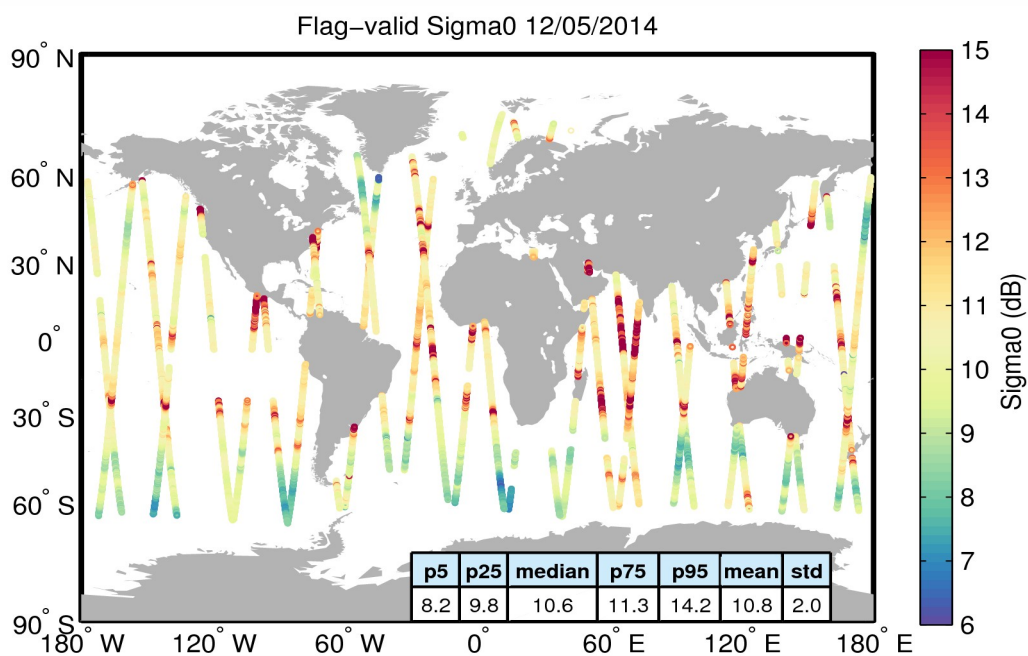 Flag−valid Sigma0 12/05/2014
90° N
60° N
30° N
0°
30° S
60° S
90° S
180° W 120° W 60° W 0° 60° E 120° E 180° E
p5 p25 median p75 p95 mean std
8.2 9.8 10.6 11.3 14.2 10.8 2.0
15
14
13
12
11
10
9
8
7
6
Sigma0 (dB)